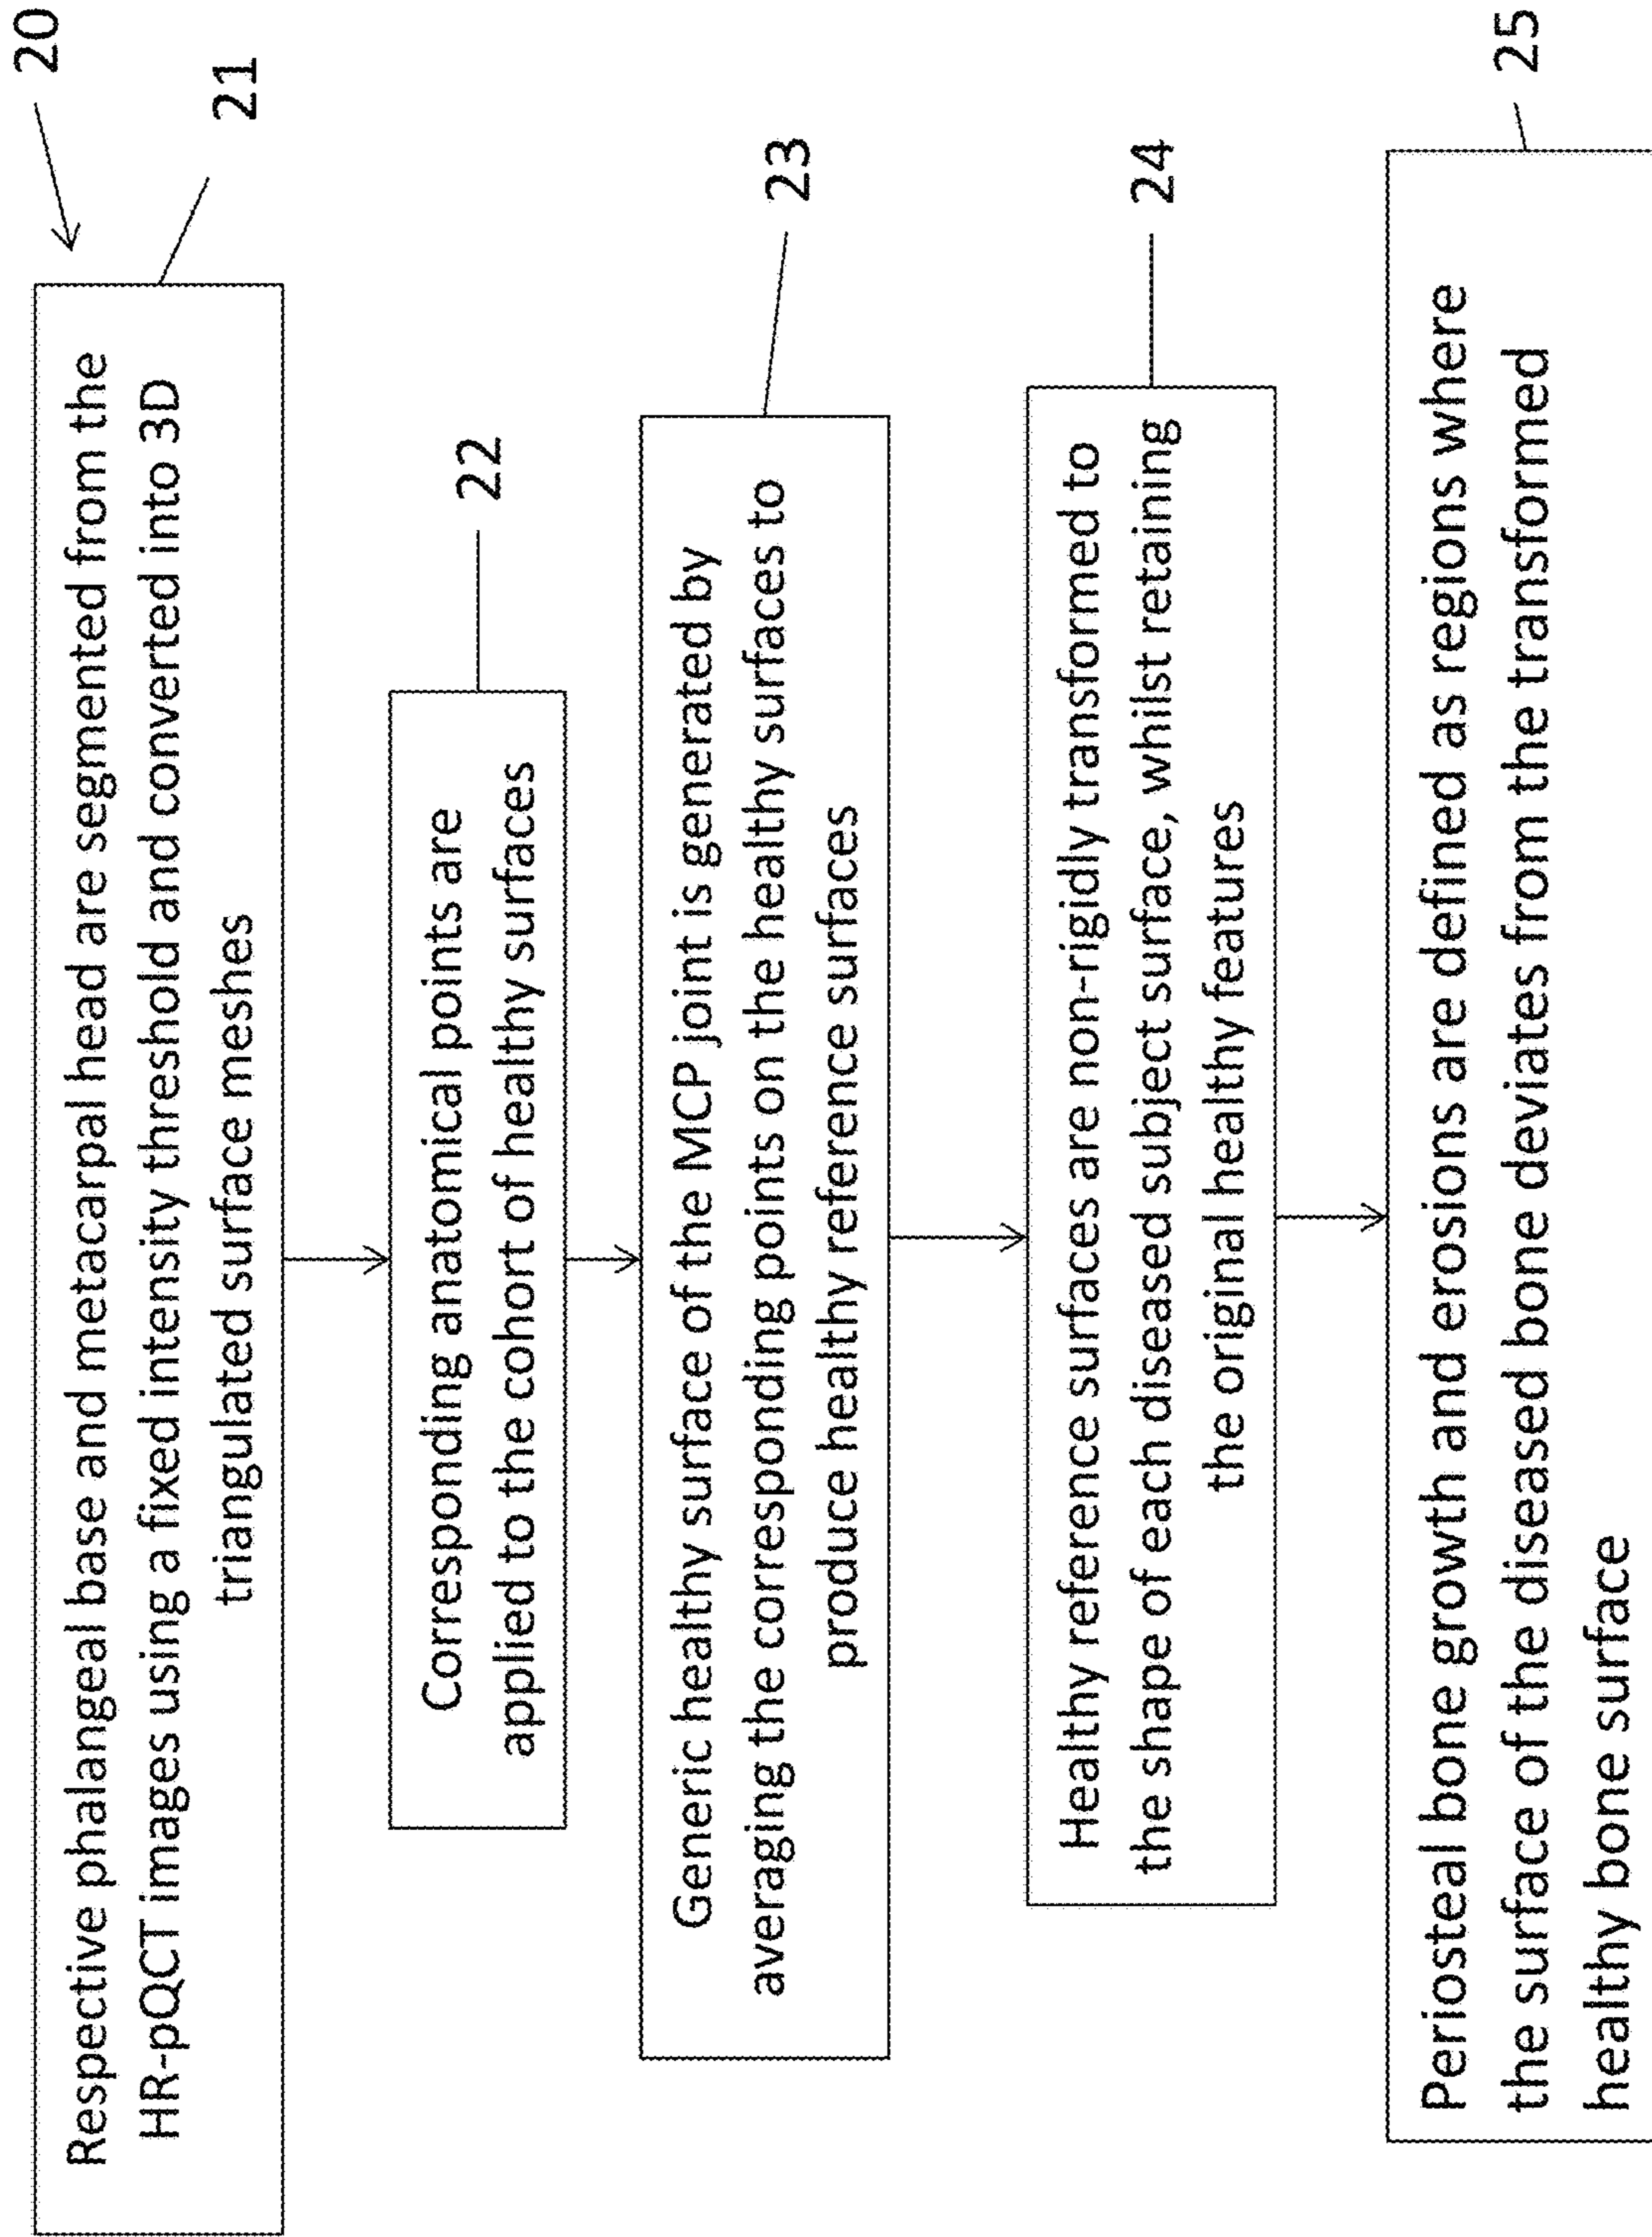 20
Respective phalangeal base and metacarpal head are segmented from the
HR-pQCT images using a fixed intensity threshold and converted into 3D
triangulated surface meshes
21
Corresponding anatomical points are
applied to the cohort of healthy surfaces
22
Generic healthy surface of the MCP joint is generated by
averaging the corresponding points on the healthy surfaces to
produce healthy reference surfaces
23
Healthy reference surfaces are non-rigidly transformed to
the shape of each diseased subject surface, whilst retaining
the original healthy features
24
Periosteal bone growth and erosions are defined as regions where
the surface of the diseased bone deviates from the transformed
healthy bone surface
25